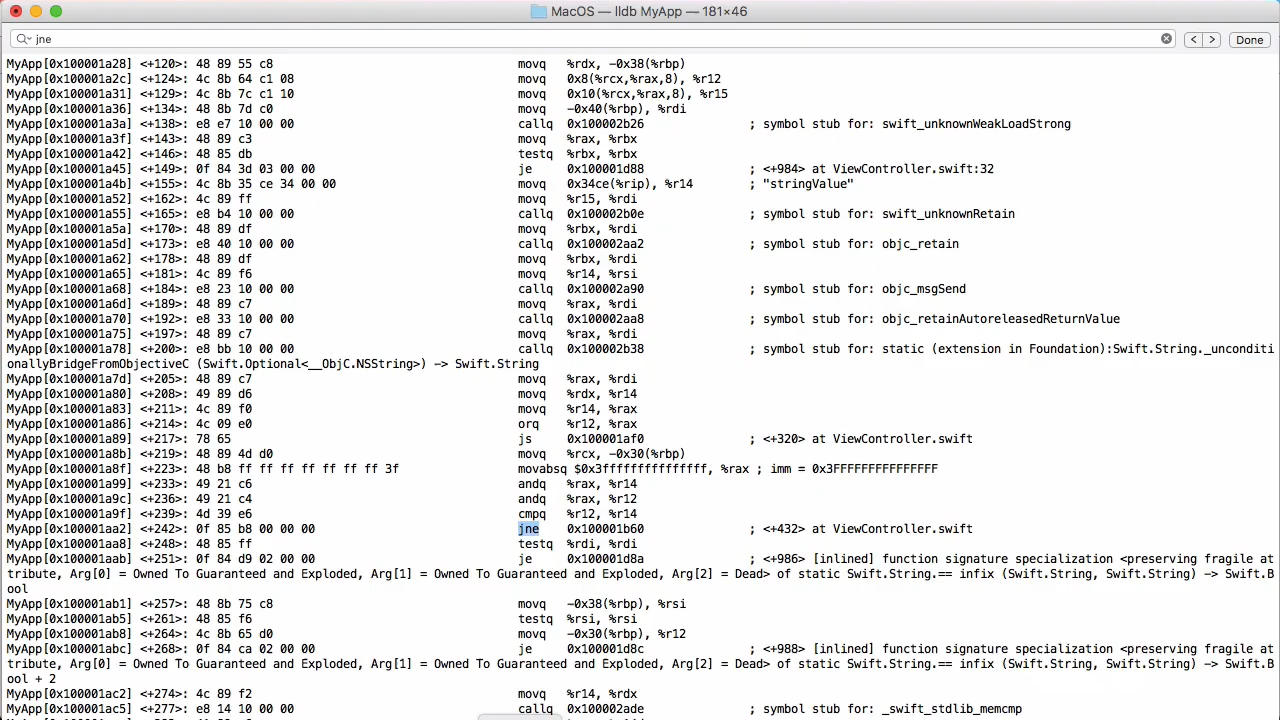 MacOS — lldb MyApp — 181×46
jne
< > Done
MyApp[0x100001a28] <+120>: 48 89 55 c8 movq %rdx, -0x38(%rbp)
MyApp[0x100001a2c] <+124>: 4c 8b 64 c1 08 movq 0x8(%rcx,%rax,8), %r12
MyApp[0x100001a31] <+129>: 4c 8b 7c c1 10 movq 0x10(%rcx,%rax,8), %r15
MyApp[0x100001a36] <+134>: 48 8b 7d c0 movq -0x40(%rbp), %rdi
MyApp[0x100001a3a] <+138>: e8 e7 10 00 00 callq 0x100002b26 ; symbol stub for: swift_unknownWeakLoadStrong
MyApp[0x100001a3f] <+143>: 48 89 c3 movq %rax, %rbx
MyApp[0x100001a42] <+146>: 48 85 db testq %rbx, %rbx
MyApp[0x100001a45] <+149>: 0f 84 3d 03 00 00 je 0x100001d88 ; <+984> at ViewController.swift:32
MyApp[0x100001a4b] <+155>: 4c 8b 35 ce 34 00 00 movq 0x34ce(%rip), %r14 ; "stringValue"
MyApp[0x100001a52] <+162>: 4c 89 ff movq %r15, %rdi
MyApp[0x100001a55] <+165>: e8 b4 10 00 00 callq 0x100002b0e ; symbol stub for: swift_unknownRetain
MyApp[0x100001a5a] <+170>: 48 89 df movq %rbx, %rdi
MyApp[0x100001a5d] <+173>: e8 40 10 00 00 callq 0x100002aa2 ; symbol stub for: objc_retain
MyApp[0x100001a62] <+178>: 48 89 df movq %rbx, %rdi
MyApp[0x100001a65] <+181>: 4c 89 f6 movq %r14, %rsi
MyApp[0x100001a68] <+184>: e8 23 10 00 00 callq 0x100002a90 ; symbol stub for: objc_msgSend
MyApp[0x100001a6d] <+189>: 48 89 c7 movq %rax, %rdi
MyApp[0x100001a70] <+192>: e8 33 10 00 00 callq 0x100002aa8 ; symbol stub for: objc_retainAutoreleasedReturnValue
MyApp[0x100001a75] <+197>: 48 89 c7 movq %rax, %rdi
MyApp[0x100001a78] <+200>: e8 bb 10 00 00 callq 0x100002b38 ; symbol stub for: static (extension in Foundation):Swift.String._unconditi
onallyBridgeFromObjectiveC (Swift.Optional<__ObjC.NSString>) -> Swift.String
MyApp[0x100001a7d] <+205>: 48 89 c7 movq %rax, %rdi
MyApp[0x100001a80] <+208>: 49 89 d6 movq %rdx, %r14
MyApp[0x100001a83] <+211>: 4c 89 f0 movq %r14, %rax
MyApp[0x100001a86] <+214>: 4c 09 e0 orq %r12, %rax
MyApp[0x100001a89] <+217>: 78 65 js 0x100001af0 ; <+320> at ViewController.swift
MyApp[0x100001a8b] <+219>: 48 89 4d d0 movq %rcx, -0x30(%rbp)
MyApp[0x100001a8f] <+223>: 48 b8 ff ff ff ff ff ff ff 3f movabsq $0x3fffffffffffffff, %rax ; imm = 0x3FFFFFFFFFFFFFFF
MyApp[0x100001a99] <+233>: 49 21 c6 andq %rax, %r14
MyApp[0x100001a9c] <+236>: 49 21 c4 andq %rax, %r12
MyApp[0x100001a9f] <+239>: 4d 39 e6 cmpq %r12, %r14
MyApp[0x100001aa2] <+242>: 0f 85 b8 00 00 00 jne 0x100001b60 ; <+432> at ViewController.swift
MyApp[0x100001aa8] <+248>: 48 85 ff testq %rdi, %rdi
MyApp[0x100001aab] <+251>: 0f 84 d9 02 00 00 je 0x100001d8a ; <+986> [inlined] function signature specialization <preserving fragile at
tribute, Arg[0] = Owned To Guaranteed and Exploded, Arg[1] = Owned To Guaranteed and Exploded, Arg[2] = Dead> of static Swift.String.== infix (Swift.String, Swift.String) -> Swift.B
ool
MyApp[0x100001ab1] <+257>: 48 8b 75 c8 movq -0x38(%rbp), %rsi
MyApp[0x100001ab5] <+261>: 48 85 f6 testq %rsi, %rsi
MyApp[0x100001ab8] <+264>: 4c 8b 65 d0 movq -0x30(%rbp), %r12
MyApp[0x100001abc] <+268>: 0f 84 ca 02 00 00 je 0x100001d8c ; <+988> [inlined] function signature specialization <preserving fragile at
tribute, Arg[0] = Owned To Guaranteed and Exploded, Arg[1] = Owned To Guaranteed and Exploded, Arg[2] = Dead> of static Swift.String.== infix (Swift.String, Swift.String) -> Swift.B
ool + 2
MyApp[0x100001ac2] <+274>: 4c 89 f2 movq %r14, %rdx
MyApp[0x100001ac5] <+277>: e8 14 10 00 00 callq 0x100002ade ; symbol stub for: _swift_stdlib_memcmp